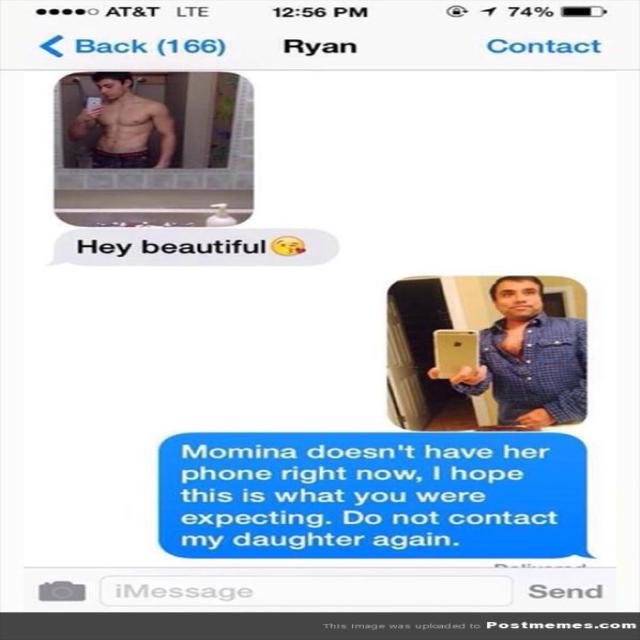 AT&T LTE 12:56 PM 74%
Back (166) Ryan Contact
Hey beautiful😘
Momina doesn't have her
phone right now, I hope
this is what you were
expecting. Do not contact
my daughter again.
Delivered
iMessage Send
This image was uploaded to Postmemes.com